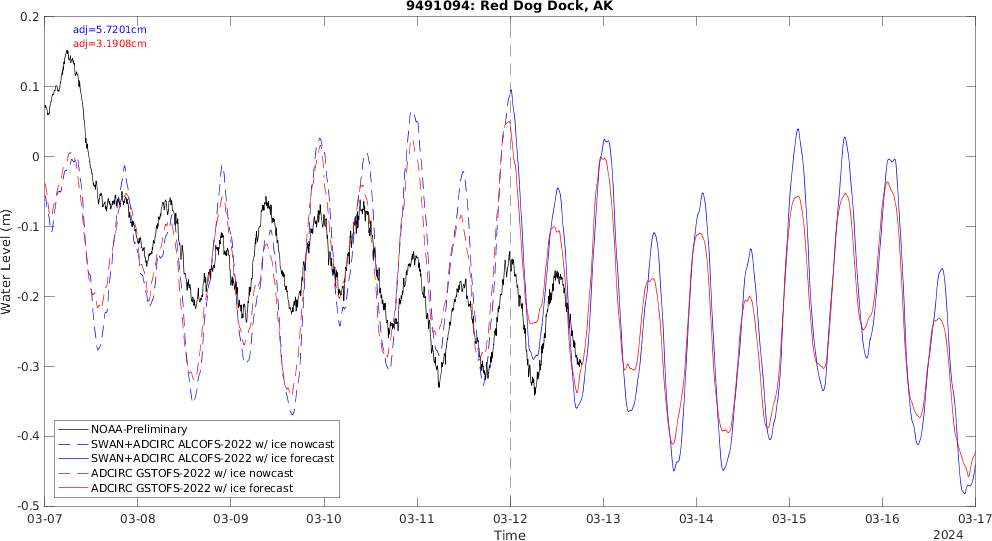 9491094: Red Dog Dock, AK
adj=5.7201cm
adj=3.1908cm
0.2
0.1
0
-0.1
-0.2
-0.3
-0.4
-0.5
Water Level (m)
NOAA-Preliminary
SWAN+ADCIRC ALCOFS-2022 w/ ice nowcast
SWAN+ADCIRC ALCOFS-2022 w/ ice forecast
ADCIRC GSTOFS-2022 w/ ice nowcast
ADCIRC GSTOFS-2022 w/ ice forecast
03-07 03-08 03-09 03-10 03-11 03-12 03-13 03-14 03-15 03-16 03-17
Time
2024